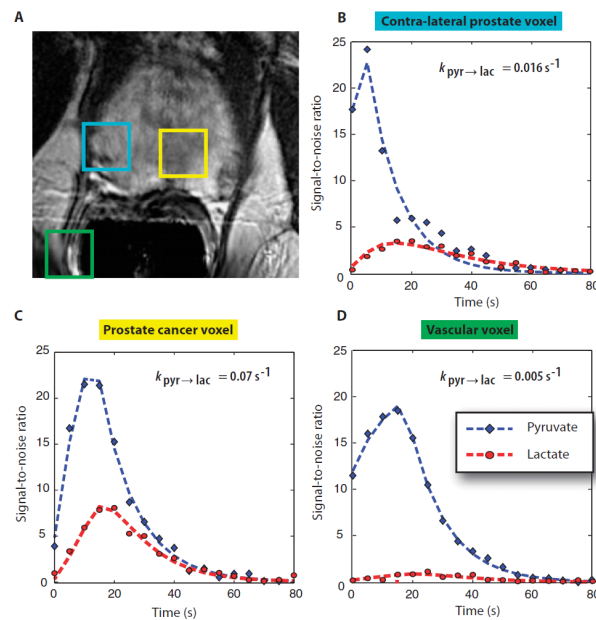 A
B
Contra-lateral prostate voxel
25
20
15
10
5
0
Signal-to-noise ratio
k pyr→ lac = 0.016 s⁻¹
0
20
40
60
80
Time (s)
C
Prostate cancer voxel
25
20
15
10
5
0
Signal-to-noise ratio
k pyr→ lac = 0.07 s⁻¹
0
20
40
60
80
Time (s)
D
Vascular voxel
25
20
15
10
5
0
Signal-to-noise ratio
k pyr→ lac = 0.005 s⁻¹
Pyruvate
Lactate
0
20
40
60
80
Time (s)